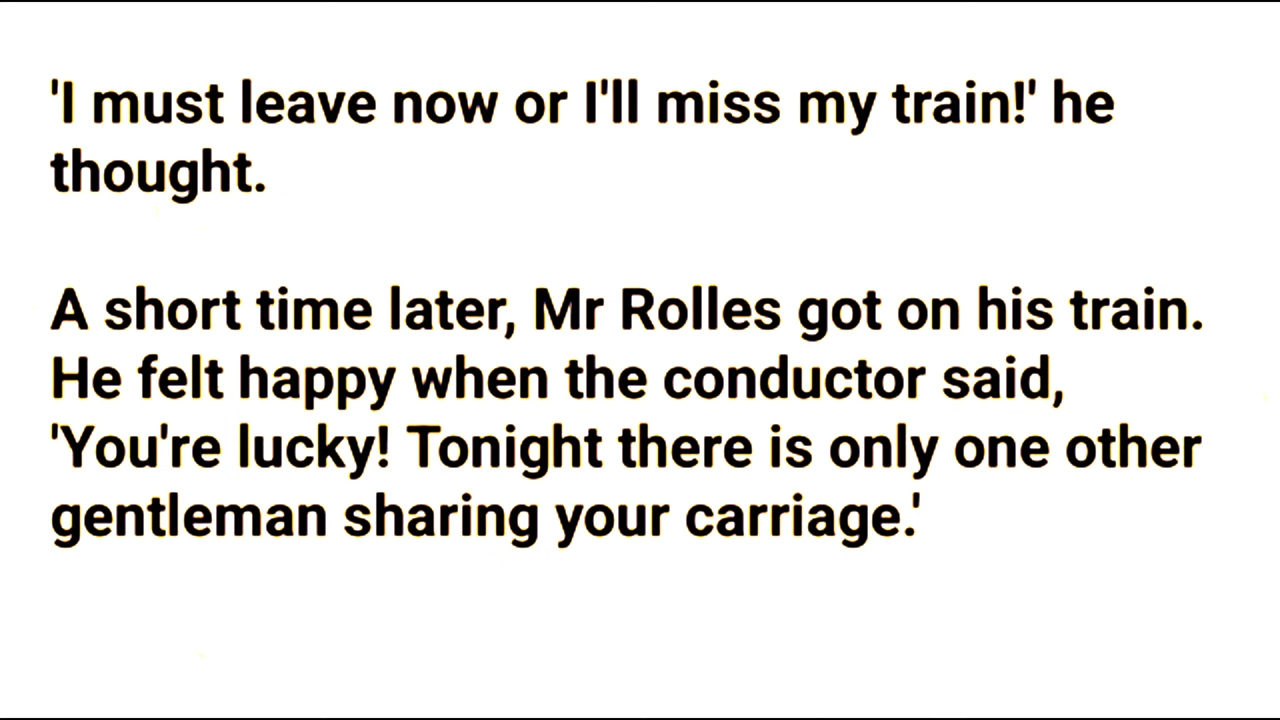 'I must leave now or I'll miss my train!' he
thought.
A short time later, Mr Rolles got on his train.
He felt happy when the conductor said,
'You're lucky! Tonight there is only one other
gentleman sharing your carriage.'